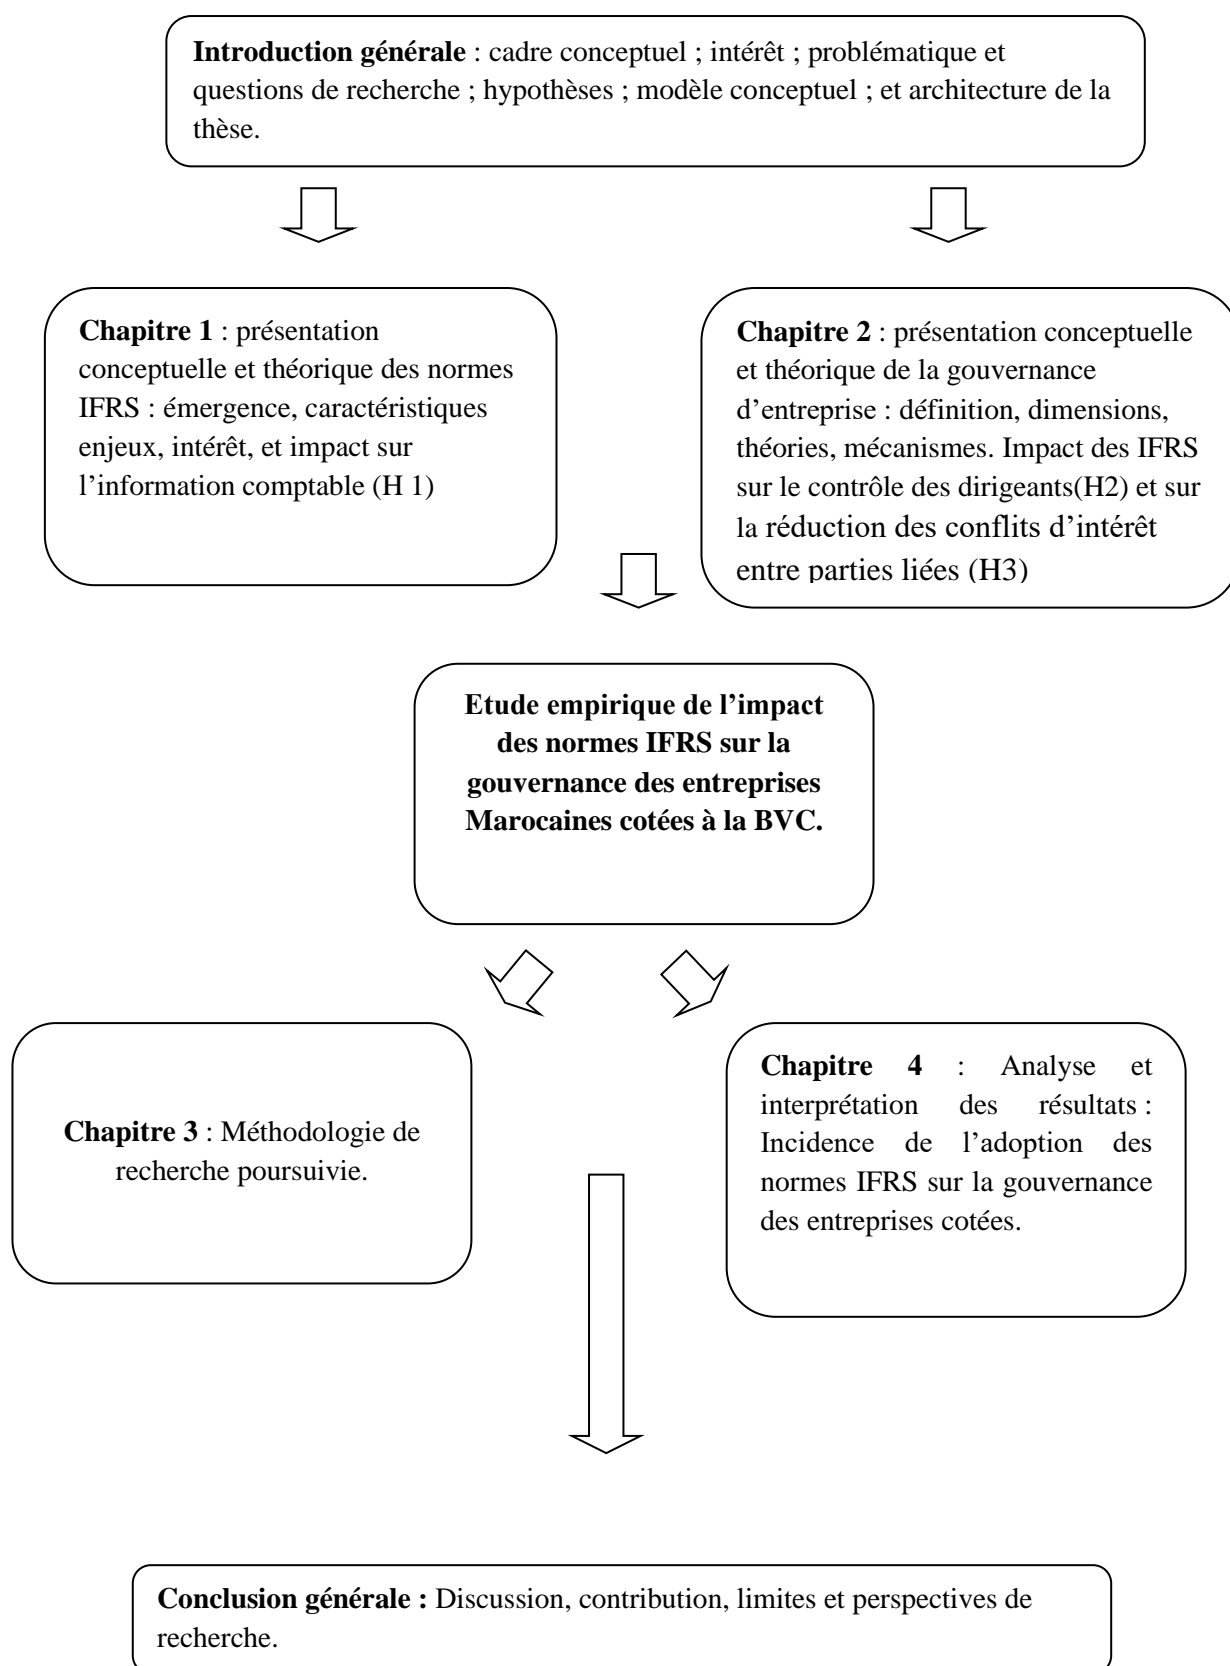 Introduction générale : cadre conceptuel ; intérêt ; problématique et
questions de recherche ; hypothèses ; modèle conceptuel ; et architecture de la
thèse.
Chapitre 1 : présentation
conceptuelle et théorique des normes
IFRS : émergence, caractéristiques
enjeux, intérêt, et impact sur
l’information comptable (H 1)
Chapitre 2 : présentation conceptuelle
et théorique de la gouvernance
d’entreprise : définition, dimensions,
théories, mécanismes. Impact des IFRS
sur le contrôle des dirigeants(H2) et sur
la réduction des conflits d’intérêt
entre parties liées (H3)
Etude empirique de l’impact
des normes IFRS sur la
gouvernance des entreprises
Marocaines cotées à la BVC.
Chapitre 3 : Méthodologie de
recherche poursuivie.
Chapitre 4 : Analyse et
interprétation des résultats :
Incidence de l’adoption des
normes IFRS sur la gouvernance
des entreprises cotées.
Conclusion générale : Discussion, contribution, limites et perspectives de
recherche.